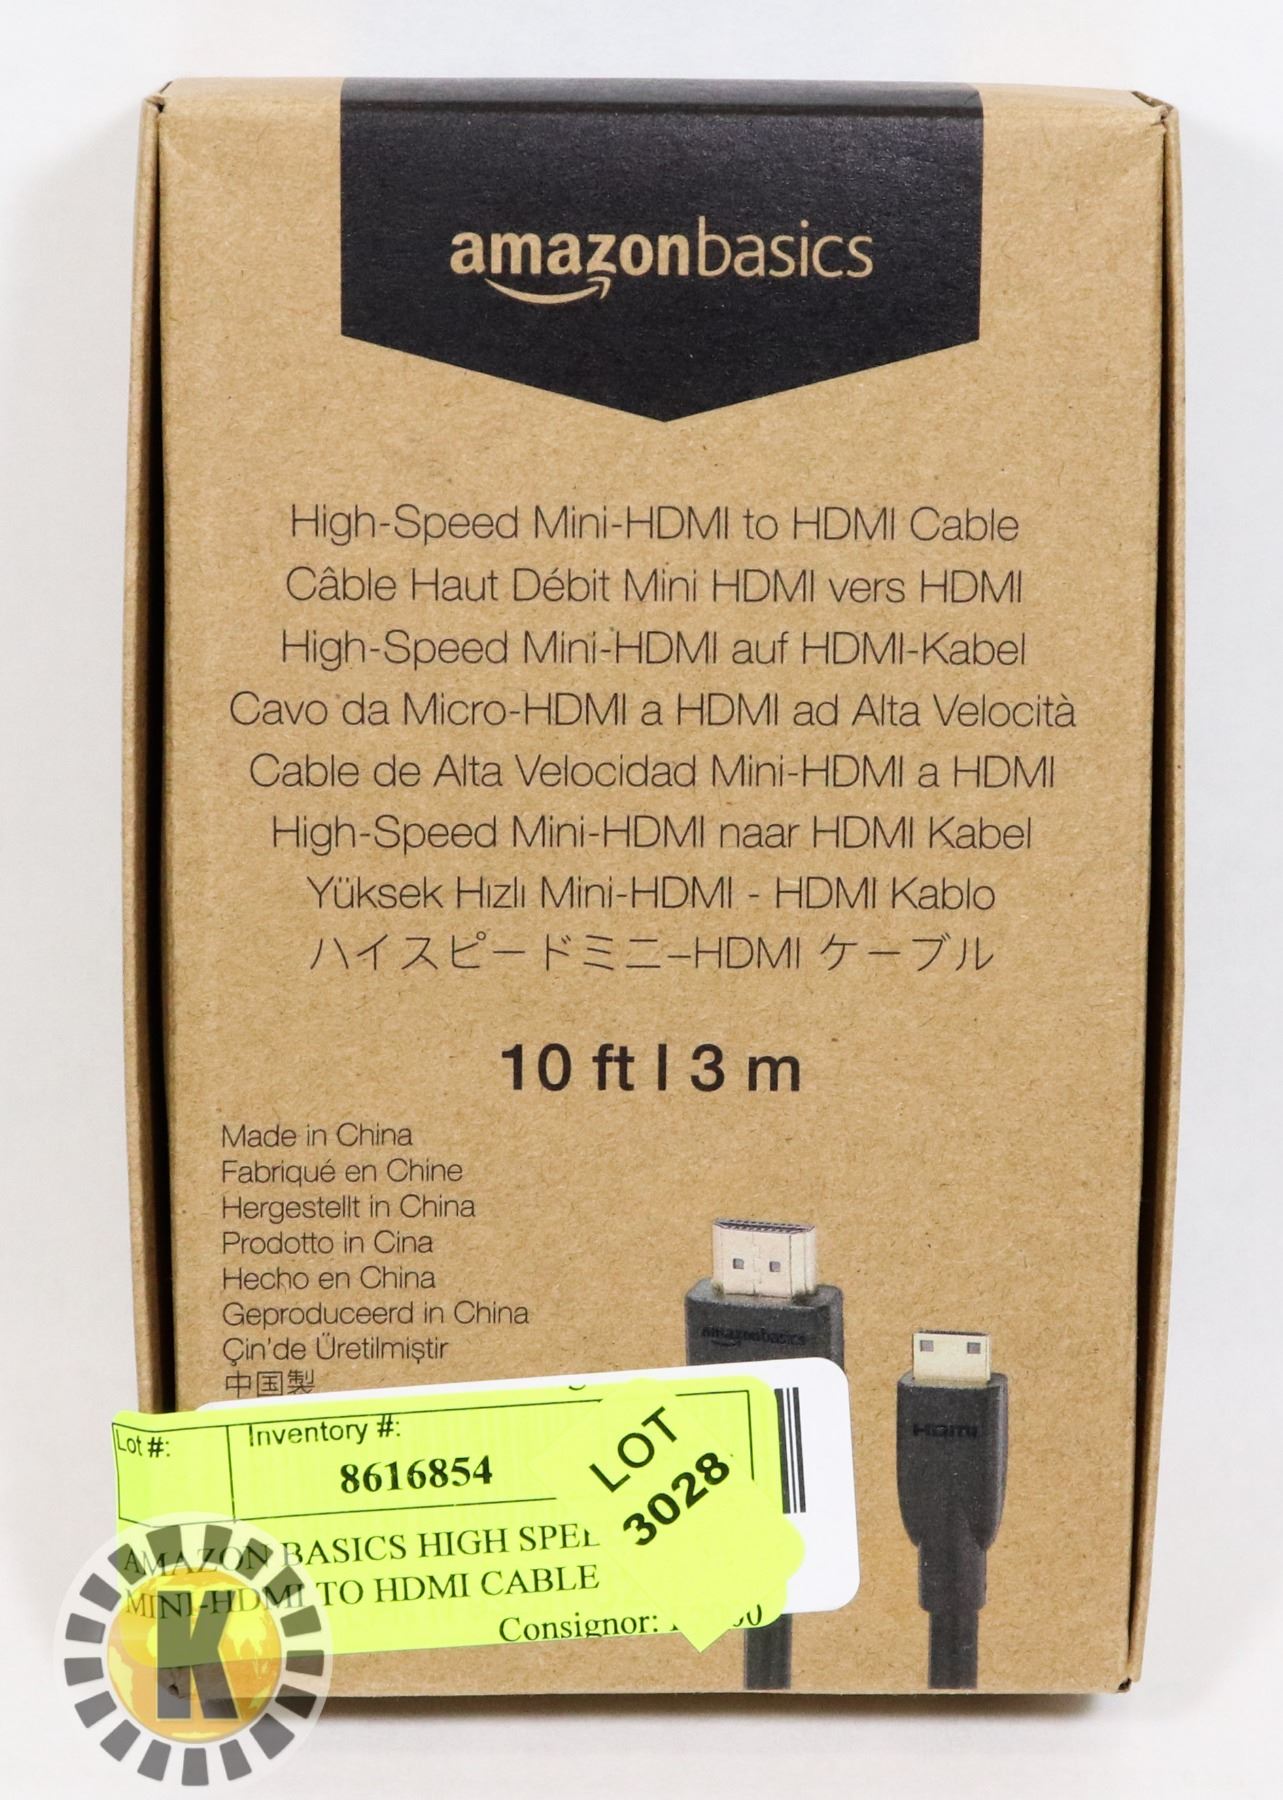 amazonbasics
High-Speed Mini-HDMI to HDMI Cable
Câble Haut Débit Mini HDMI vers HDMI
High-Speed Mini-HDMI auf HDMI-Kabel
Cavo da Micro-HDMI a HDMI ad Alta Velocità
Cable de Alta Velocidad Mini-HDMI a HDMI
High-Speed Mini-HDMI naar HDMI Kabel
Yüksek Hızlı Mini-HDMI - HDMI Kablo
ハイスピードミニ–HDMI ケーブル
10 ft | 3 m
Made in China
Fabriqué en Chine
Hergestellt in China
Prodotto in Cina
Hecho en China
Geproduceerd in China
Çin'de Üretilmiştir
中国製
amazonbasics
HDMI
Lot #:
Inventory #:
8616854
LOT
3028
AMAZON BASICS HIGH
MINI-HDMI TO HDMI CABLE
Consignor:
K